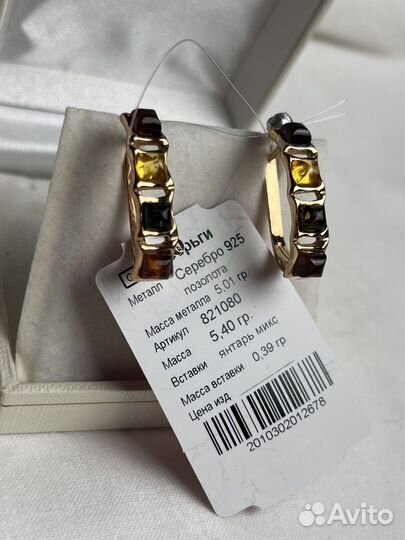 рьги
Металл Серебро 925
позолота
Масса металла 5,01 гр
Артикул 821080
Масса 5,40 гр.
Вставки янтарь микс
Масса вставки 0,39 гр
Цена изд.
2010302012678
Avito